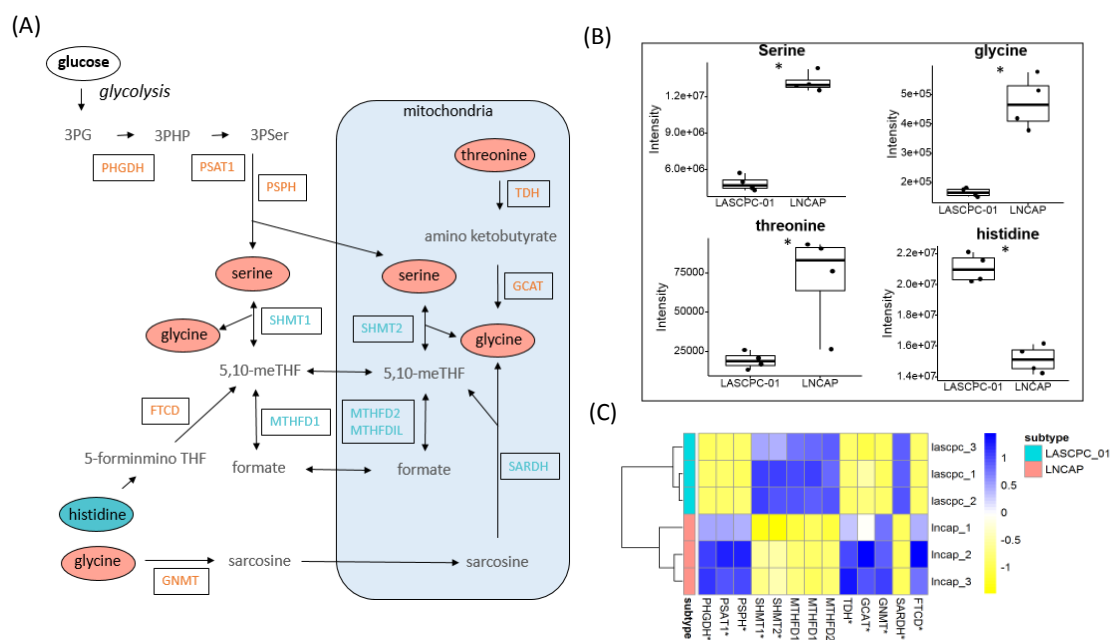 (A)
glucose
glycolysis
3PG
3PHP
3PSer
PHGDH
PSAT1
PSPH
mitochondria
threonine
TDH
amino ketobutyrate
GCAT
serine
serine
glycine
SHMT1
SHMT2
glycine
5,10-meTHF
5,10-meTHF
FTCD
MTHFD1
MTHFD2
MTHFDIL
5-forminmino THF
formate
formate
SARDH
histidine
glycine
sarcosine
sarcosine
GNMT
(B)
Serine
*
Intensity
1.2e+07
9.0e+06
6.0e+06
LASCPC-01 LNCAP
glycine
*
Intensity
5e+05
4e+05
3e+05
2e+05
LASCPC-01 LNCAP
threonine
*
Intensity
75000
50000
25000
LASCPC-01 LNCAP
histidine
*
Intensity
2.2e+07
2.0e+07
1.8e+07
1.6e+07
1.4e+07
LASCPC-01 LNCAP
(C)
lascpc_3
lascpc_1
lascpc_2
lncap_1
lncap_2
lncap_3
subtype
PHGDH*
PSAT1*
PSPH*
SHMT1*
SHMT2*
MTHFD1
MTHFD1
MTHFD2
TDH*
GCAT*
GNMT*
SARDH*
FTCD*
1
0.5
0
-0.5
-1
subtype
LASCPC_01
LNCAP